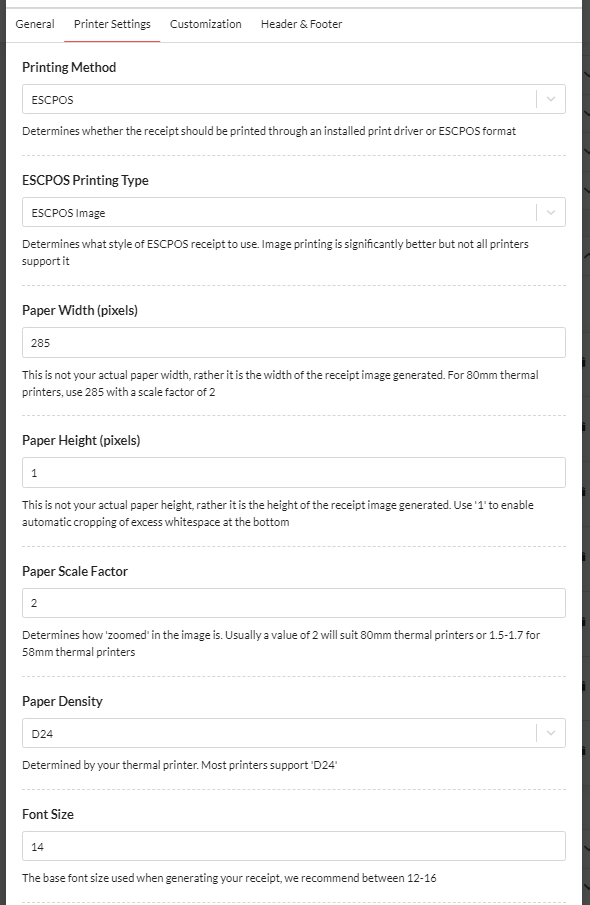 General Printer Settings Customization Header & Footer
Printing Method
ESCPOS
Determines whether the receipt should be printed through an installed print driver or ESCPOS format
ESCPOS Printing Type
ESCPOS Image
Determines what style of ESCPOS receipt to use. Image printing is significantly better but not all printers
support it
Paper Width (pixels)
285
This is not your actual paper width, rather it is the width of the receipt image generated. For 80mm thermal
printers, use 285 with a scale factor of 2
Paper Height (pixels)
1
This is not your actual paper height, rather it is the height of the receipt image generated. Use '1' to enable
automatic cropping of excess whitespace at the bottom
Paper Scale Factor
2
Determines how 'zoomed' in the image is. Usually a value of 2 will suit 80mm thermal printers or 1.5-1.7 for
58mm thermal printers
Paper Density
D24
Determined by your thermal printer. Most printers support 'D24'
Font Size
14
The base font size used when generating your receipt, we recommend between 12-16